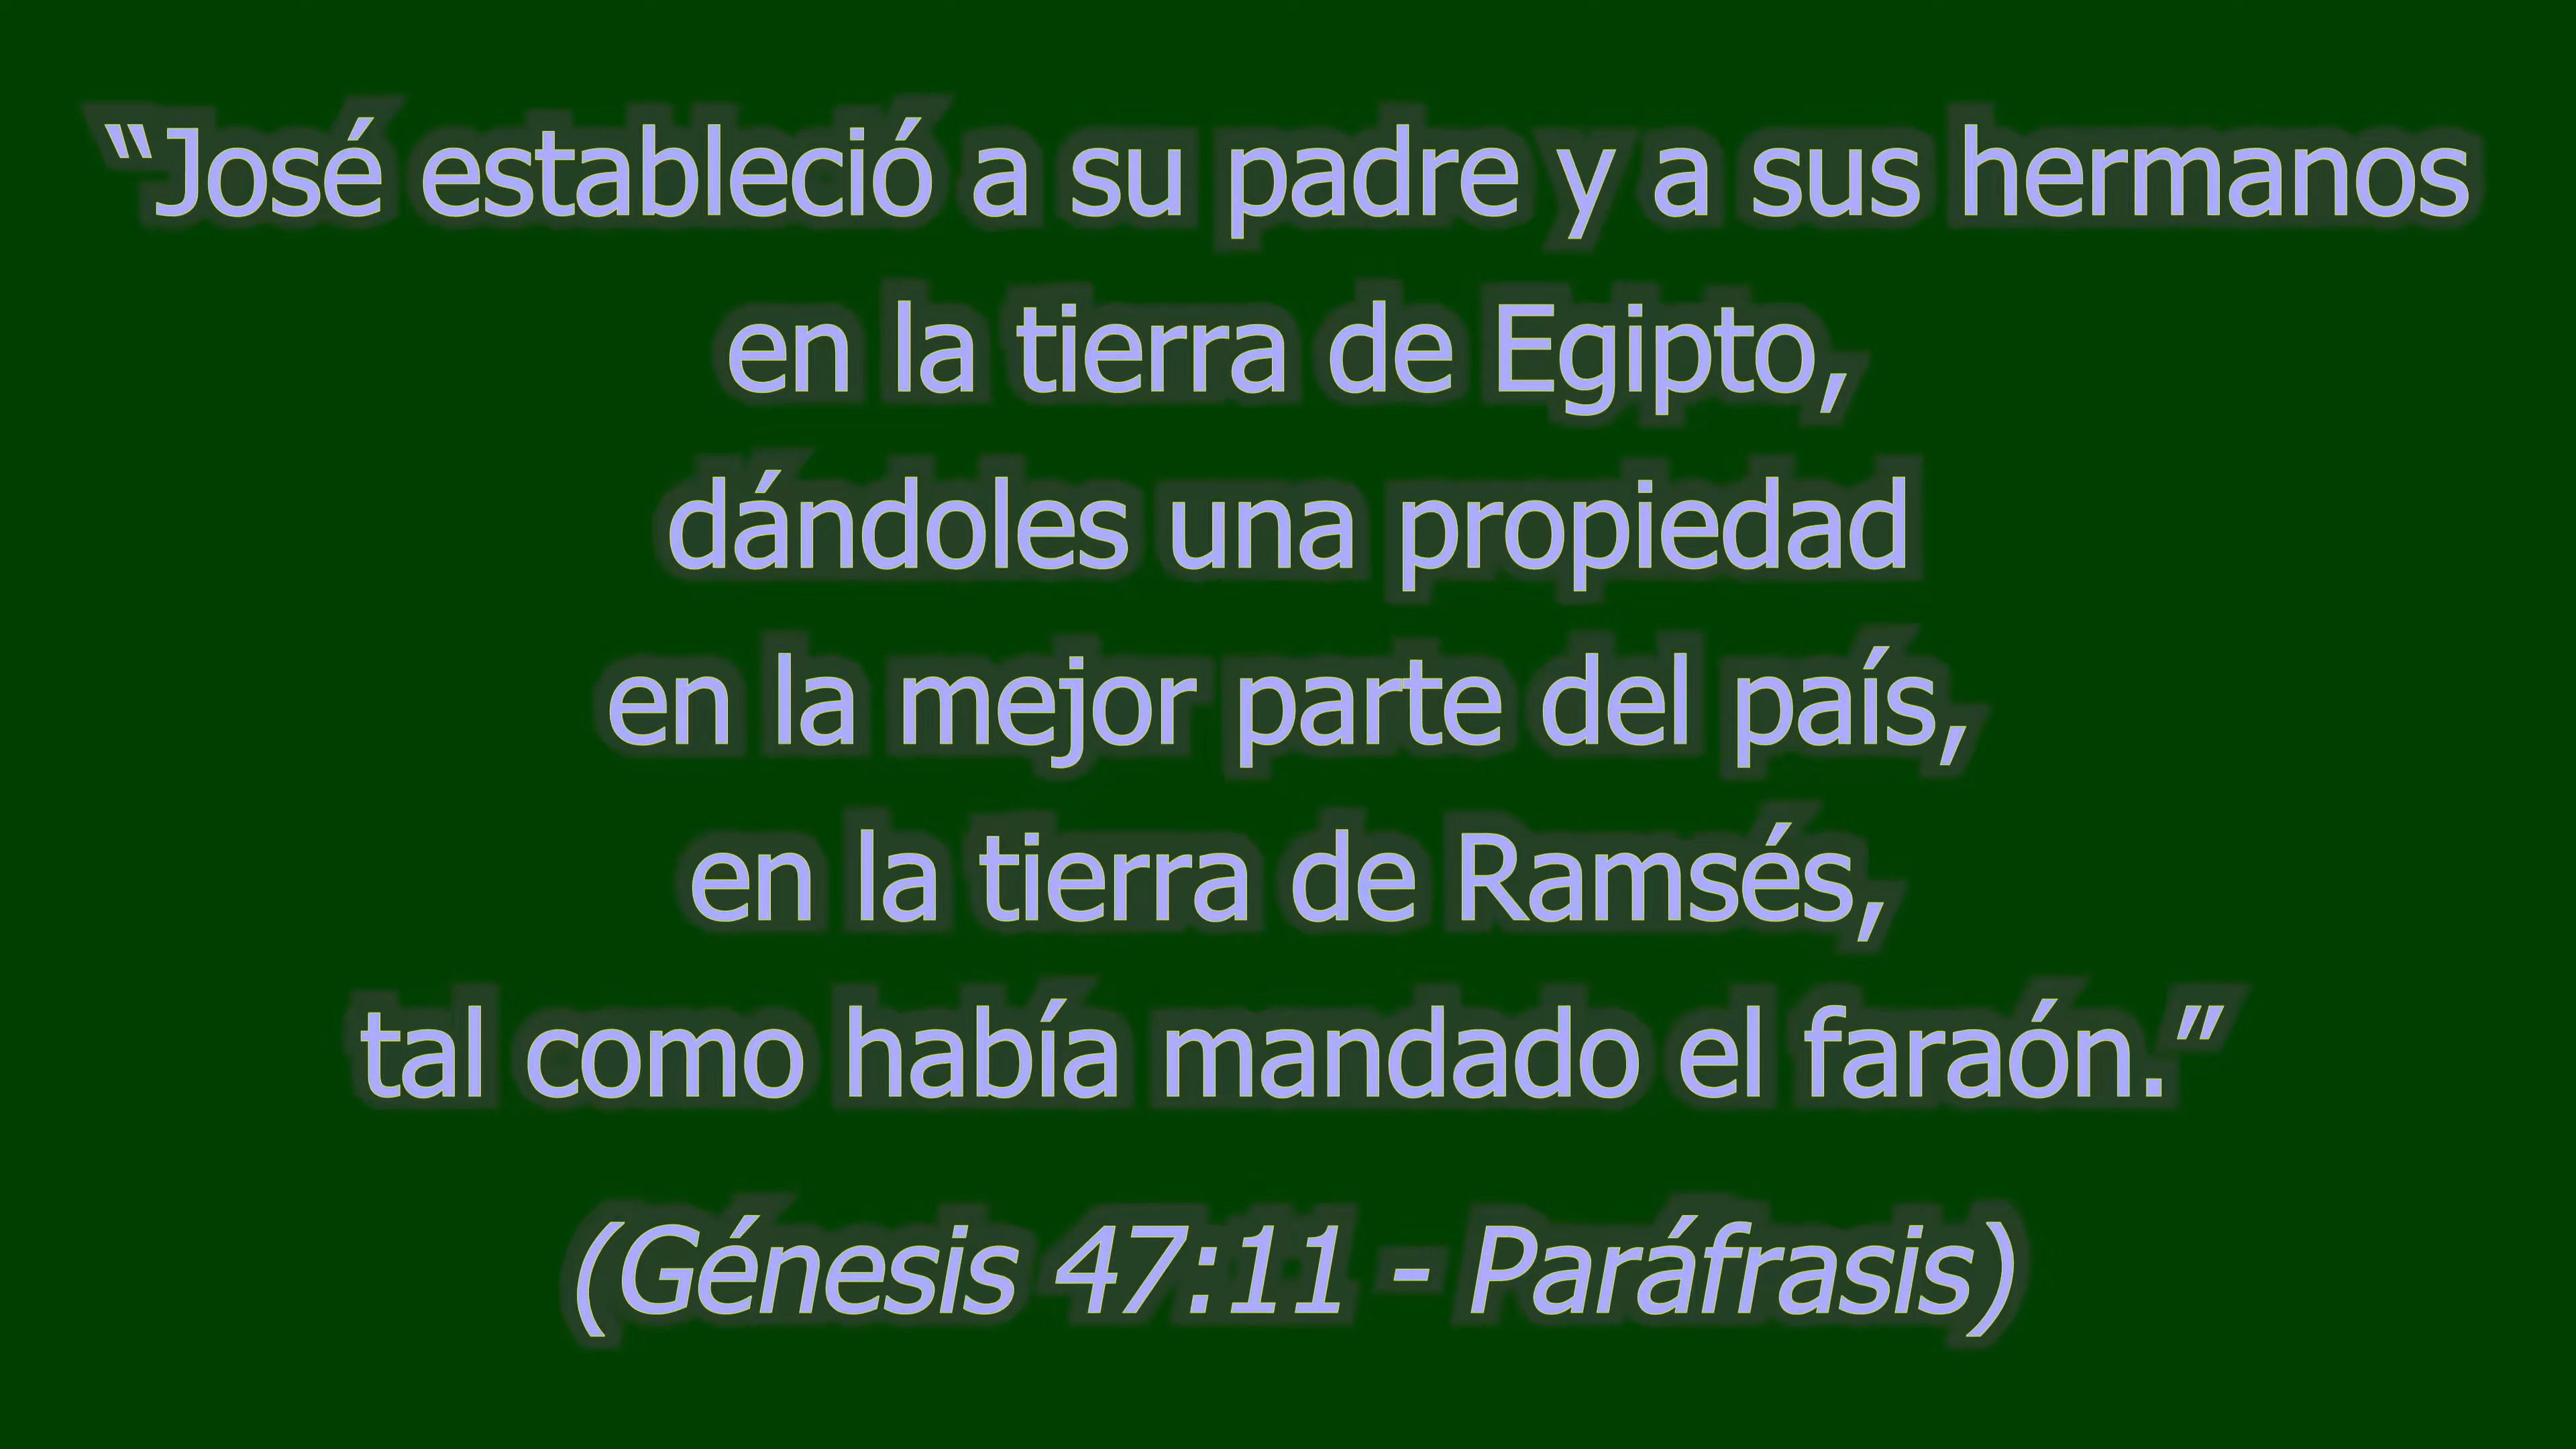 “José estableció a su padre y a sus hermanos
en la tierra de Egipto,
dándoles una propiedad
en la mejor parte del país,
en la tierra de Ramsés,
tal como había mandado el faraón.”
(Génesis 47:11 - Paráfrasis)